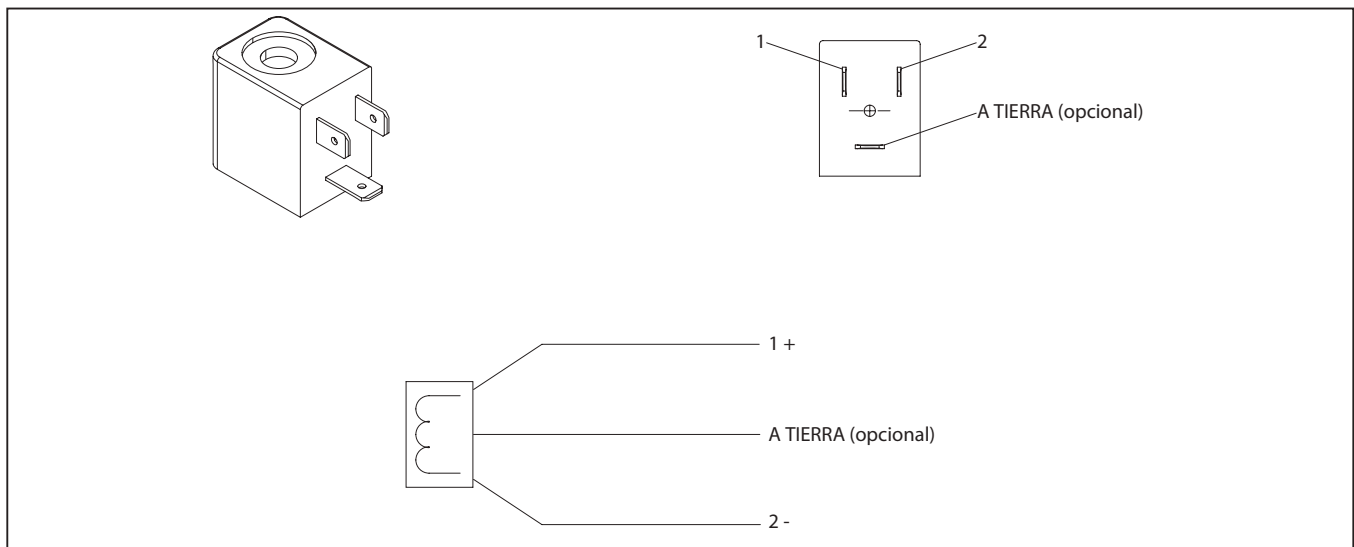 1
2
A TIERRA (opcional)
1 +
A TIERRA (opcional)
2 -